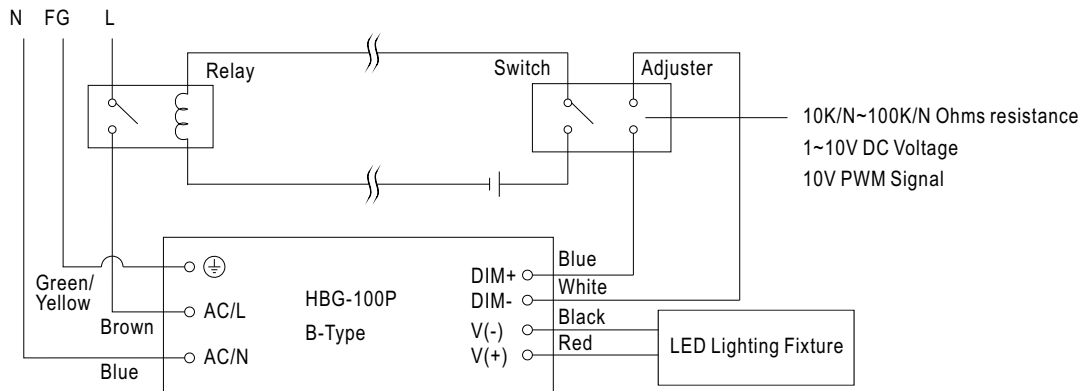 N FG L
Relay
Switch
Adjuster
10K/N~100K/N Ohms resistance
1~10V DC Voltage
10V PWM Signal
Green/
Yellow
Brown
Blue
AC/L
AC/N
HBG-100P
B-Type
DIM+
DIM-
V(-)
V(+)
Blue
White
Black
Red
LED Lighting Fixture